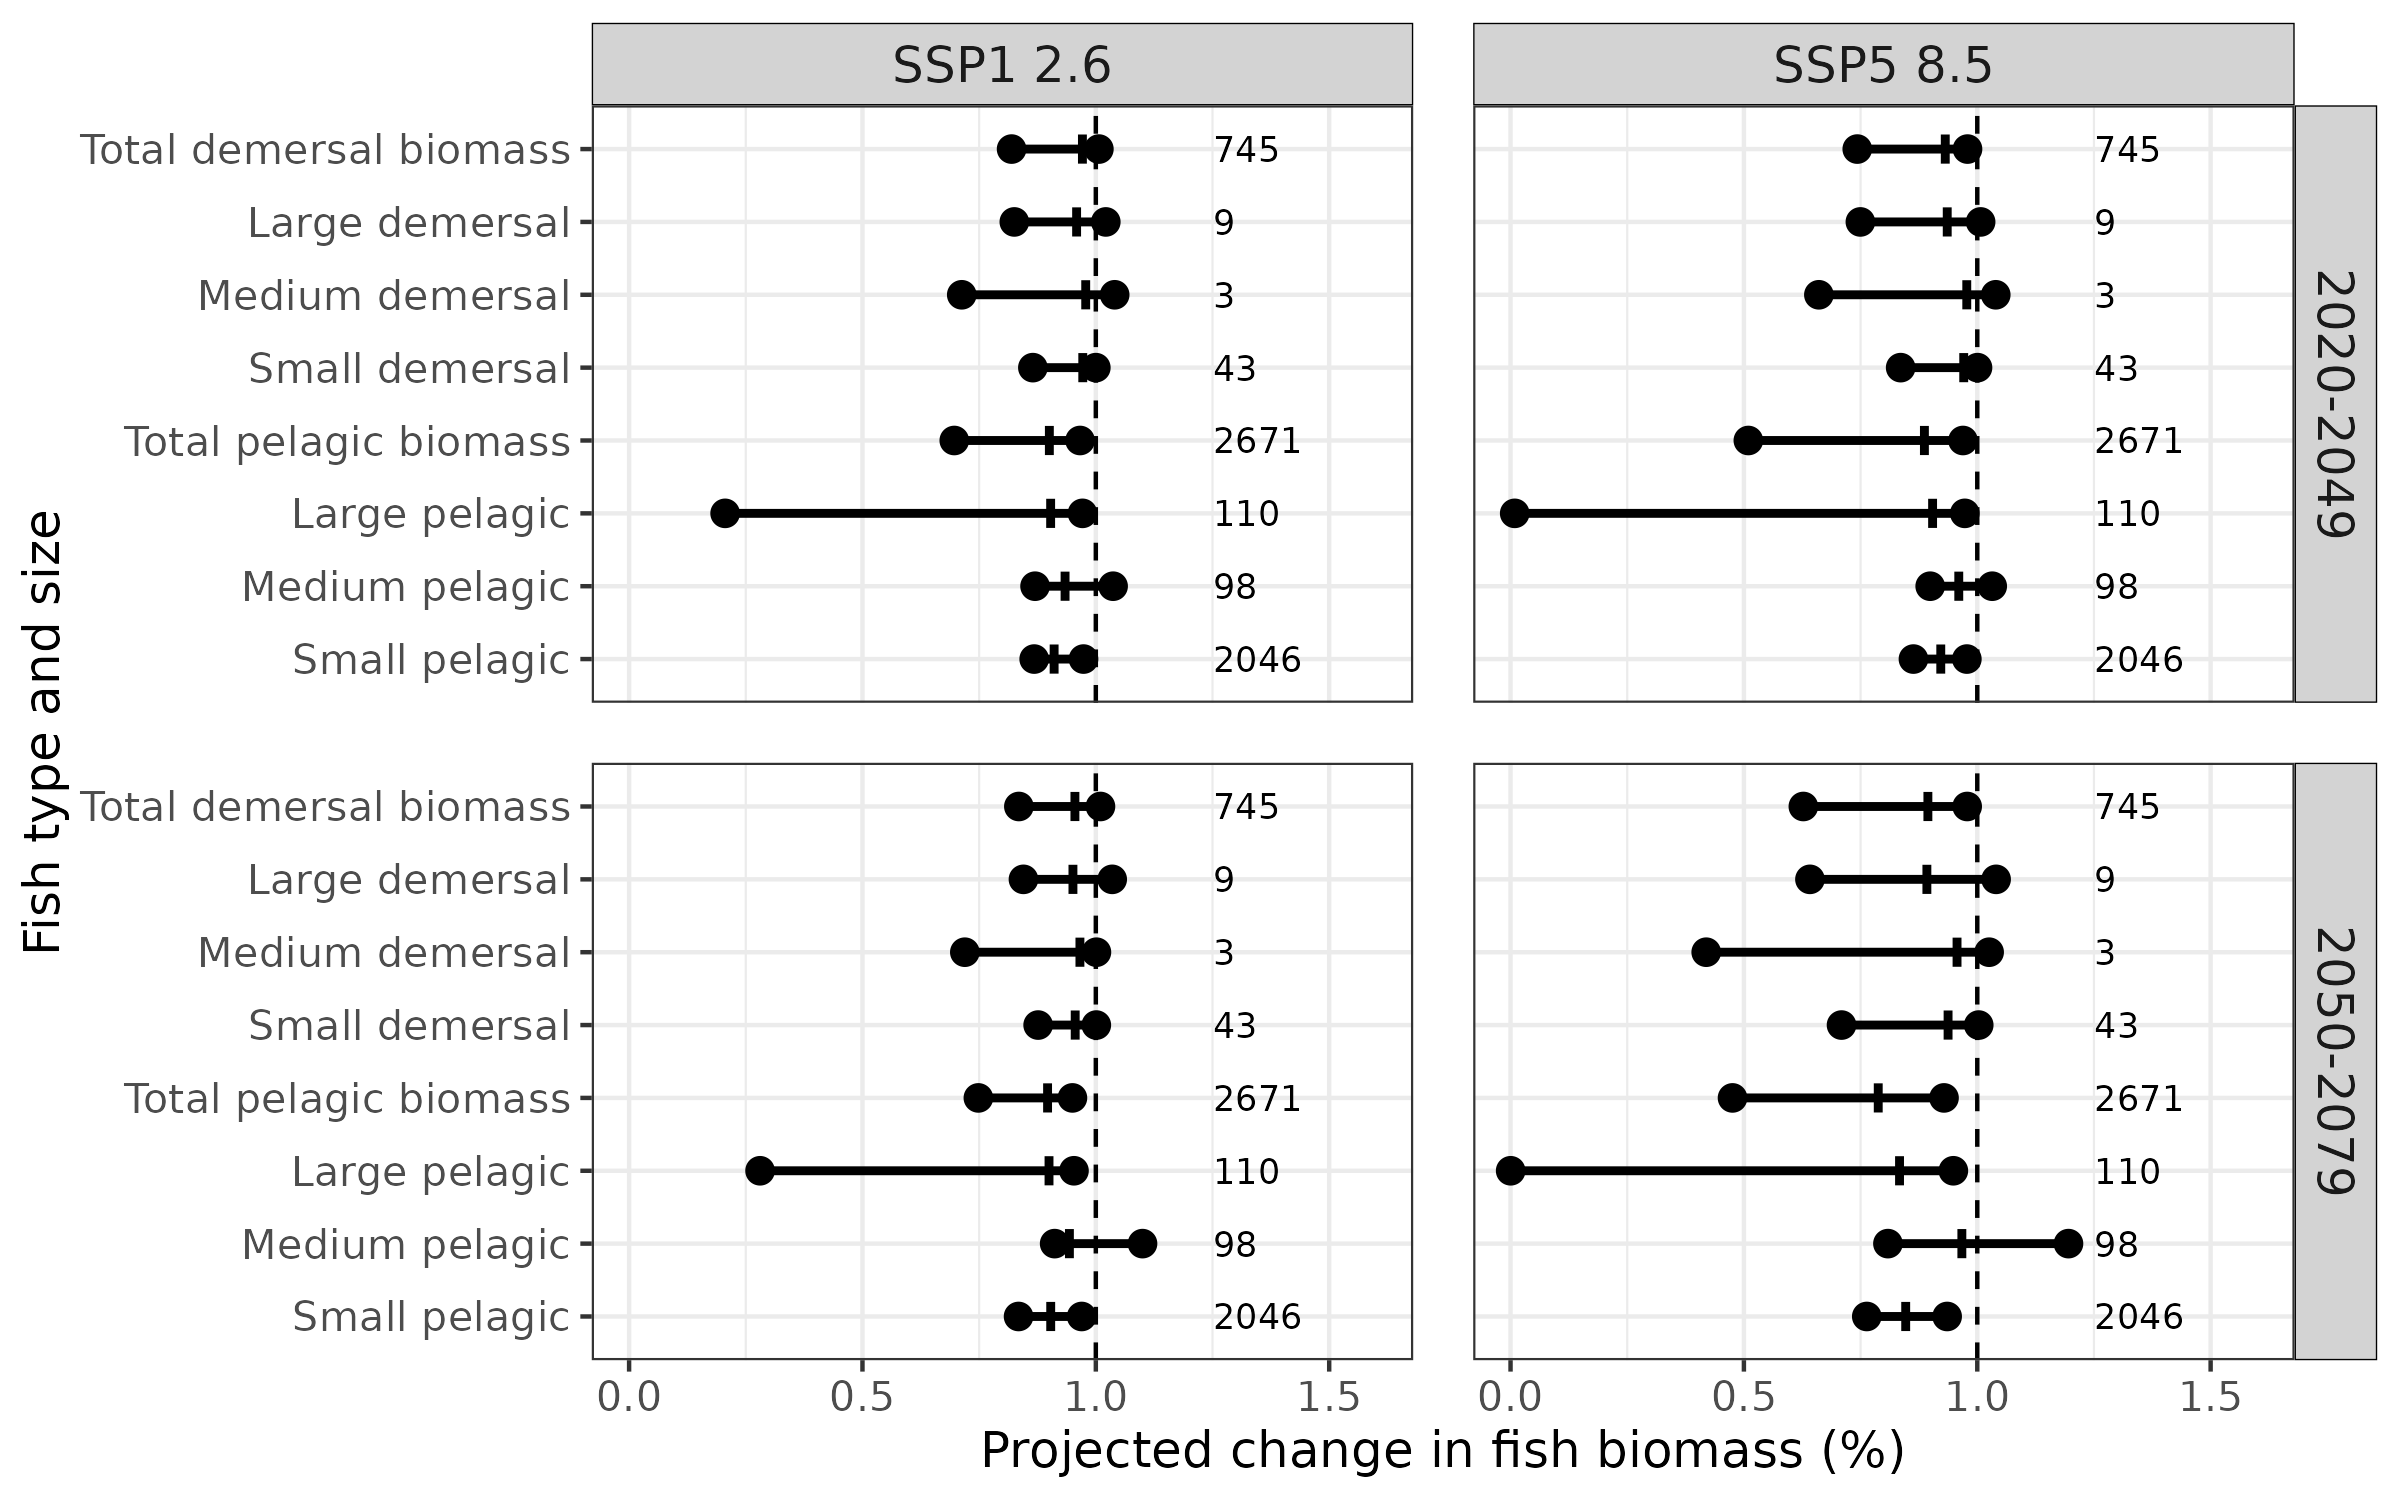 SSP1 2.6
SSP5 8.5
Fish type and size
Total demersal biomass
Large demersal
Medium demersal
Small demersal
Total pelagic biomass
Large pelagic
Medium pelagic
Small pelagic
745
9
3
43
2671
110
98
2046
745
9
3
43
2671
110
98
2046
2020-2049
Total demersal biomass
Large demersal
Medium demersal
Small demersal
Total pelagic biomass
Large pelagic
Medium pelagic
Small pelagic
745
9
3
43
2671
110
98
2046
745
9
3
43
2671
110
98
2046
2050-2079
0.0 0.5 1.0 1.5
0.0 0.5 1.0 1.5
Projected change in fish biomass (%)